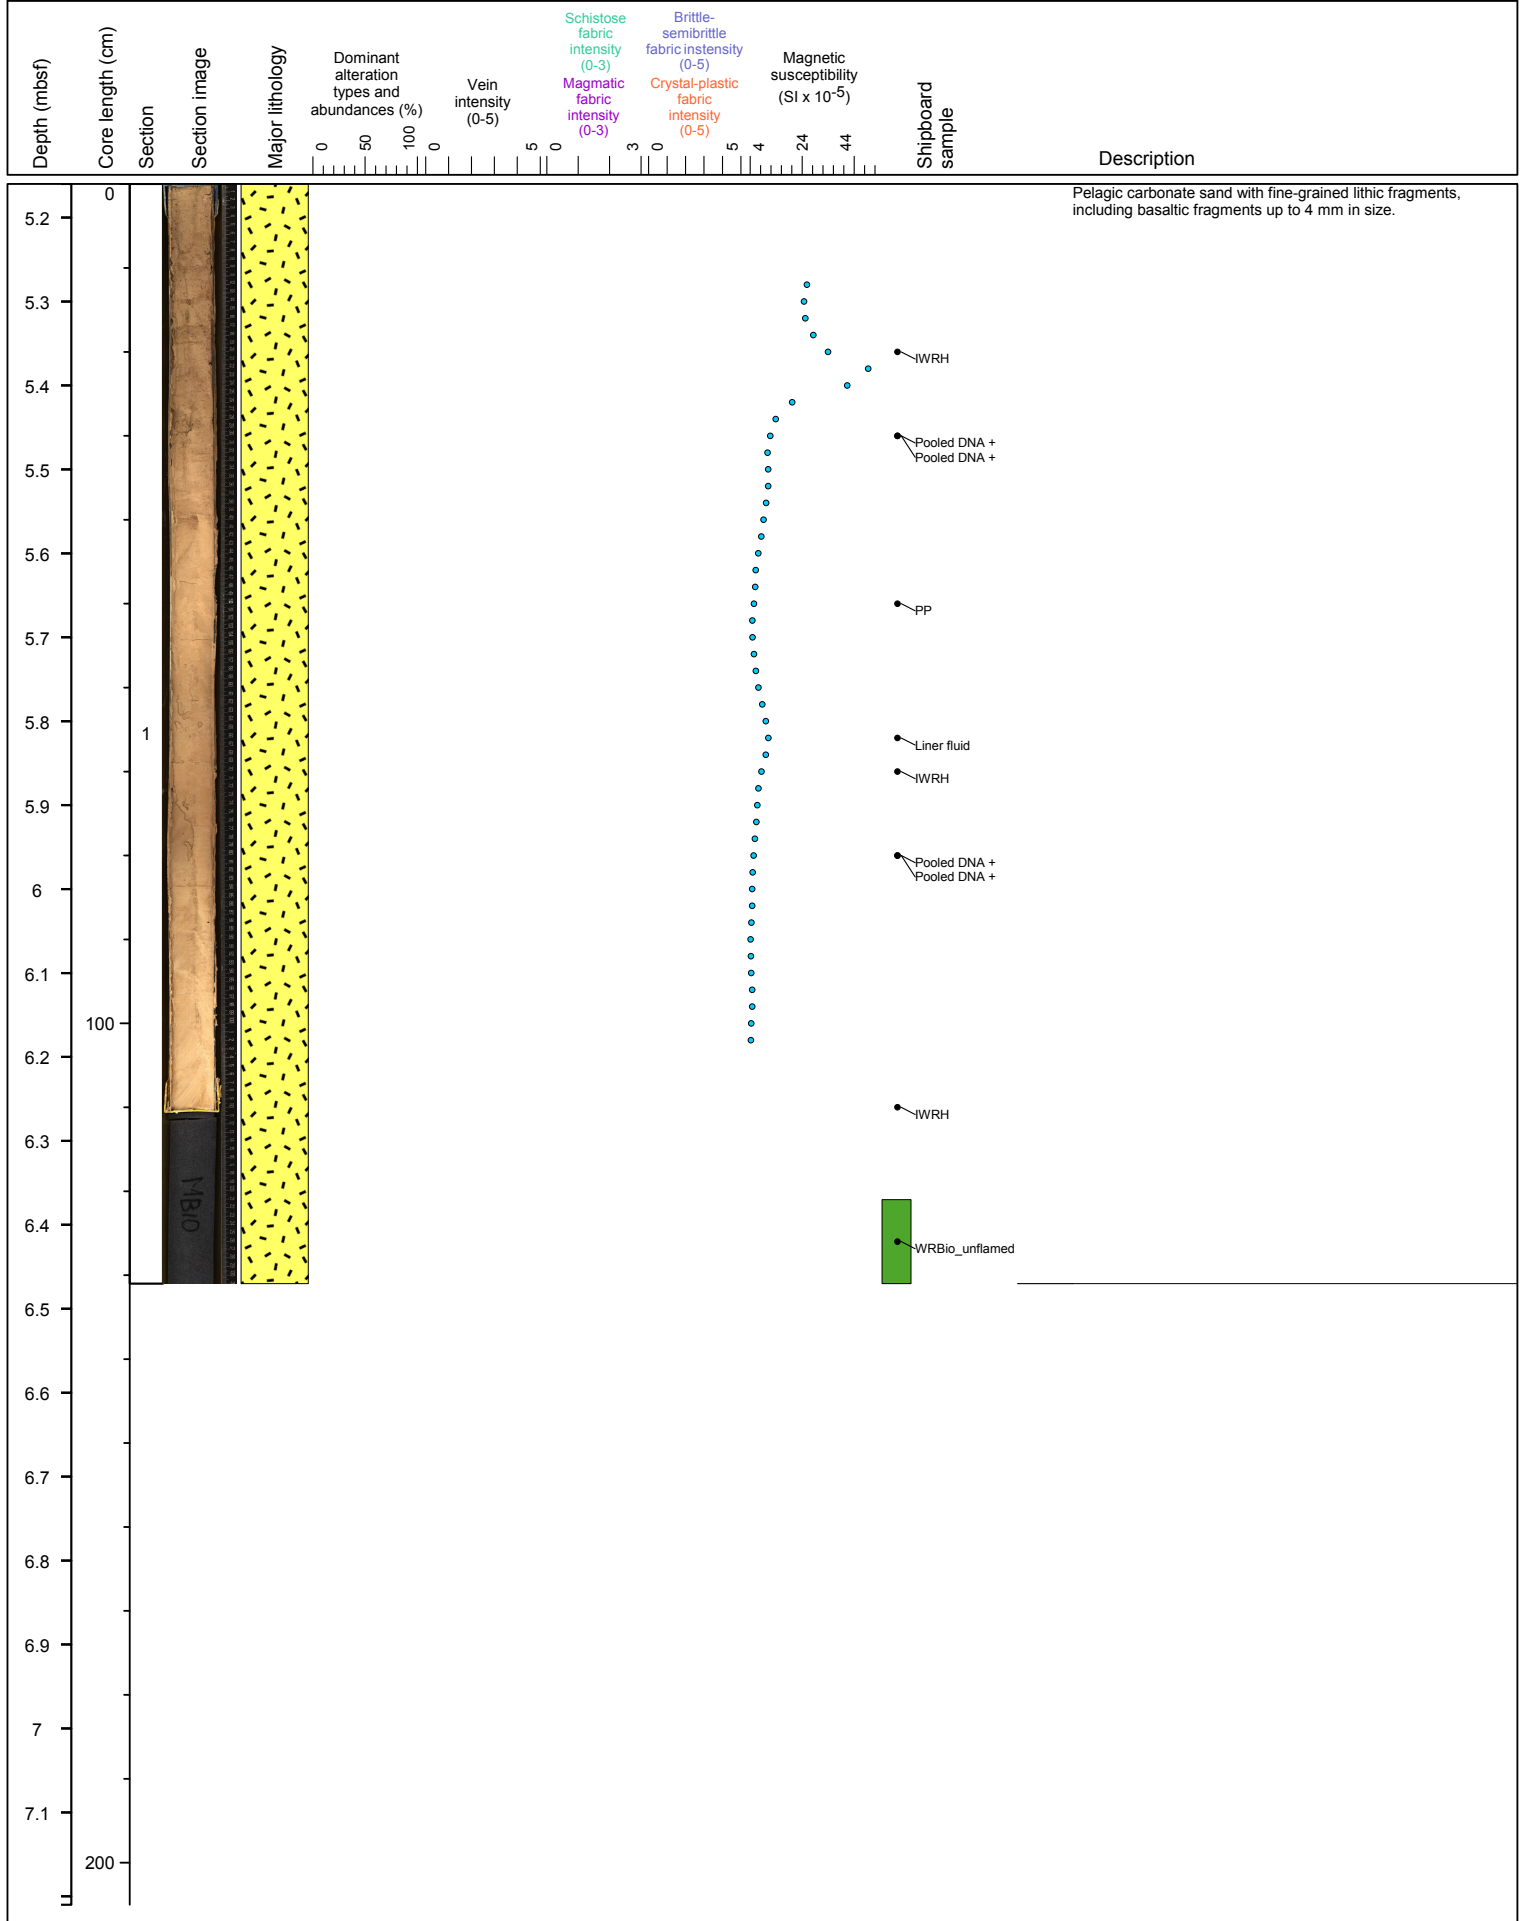 Depth (mbsf)
Core length (cm)
Section
Section image
Major lithology
Dominant
alteration
types and
abundances (%)
0
50
100
Vein
intensity
(0-5)
0
5
Schistose
fabric
intensity
(0-3)
Magmatic
fabric
intensity
(0-3)
0
3
Brittle-
semibrittle
fabric instensity
(0-5)
Crystal-plastic
fabric
intensity
(0-5)
0
5
Magnetic
susceptibility
(SI x 10-5)
4
24
44
Shipboard
sample
Description
0
Pelagic carbonate sand with fine-grained lithic fragments,
including basaltic fragments up to 4 mm in size.
5.2
5.3
IWRH
5.4
Pooled DNA +
Pooled DNA +
5.5
5.6
PP
5.7
5.8
1
Liner fluid
IWRH
5.9
Pooled DNA +
Pooled DNA +
6
6.1
100
6.2
IWRH
6.3
MBIO
6.4
WRBio_unflamed
6.5
6.6
6.7
6.8
6.9
7
7.1
200